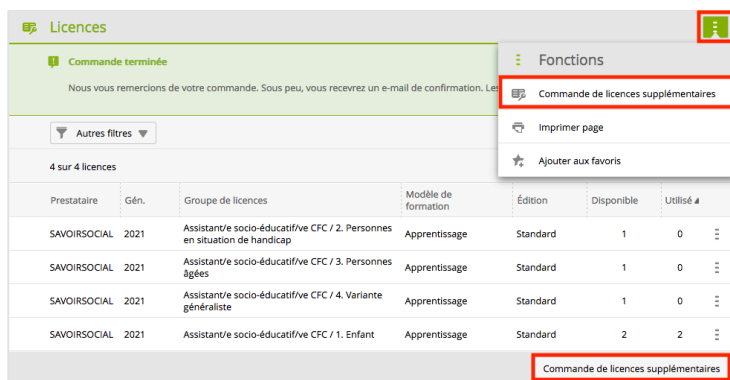 Licences
Commande terminée
Nous vous remercions de votre commande. Sous peu, vous recevrez un e-mail de confirmation. Les
Fonctions
Commande de licences supplémentaires
Imprimer page
Ajouter aux favoris
Autres filtres
4 sur 4 licences
Prestataire Gén. Groupe de licences Modèle de formation Édition Disponible Utilisé
SAVOIRSOCIAL 2021 Assistant/e socio-éducatif/ve CFC / 2. Personnes en situation de handicap Apprentissage Standard 1 0
SAVOIRSOCIAL 2021 Assistant/e socio-éducatif/ve CFC / 3. Personnes âgées Apprentissage Standard 1 0
SAVOIRSOCIAL 2021 Assistant/e socio-éducatif/ve CFC / 4. Variante généraliste Apprentissage Standard 1 0
SAVOIRSOCIAL 2021 Assistant/e socio-éducatif/ve CFC / 1. Enfant Apprentissage Standard 2 2
Commande de licences supplémentaires